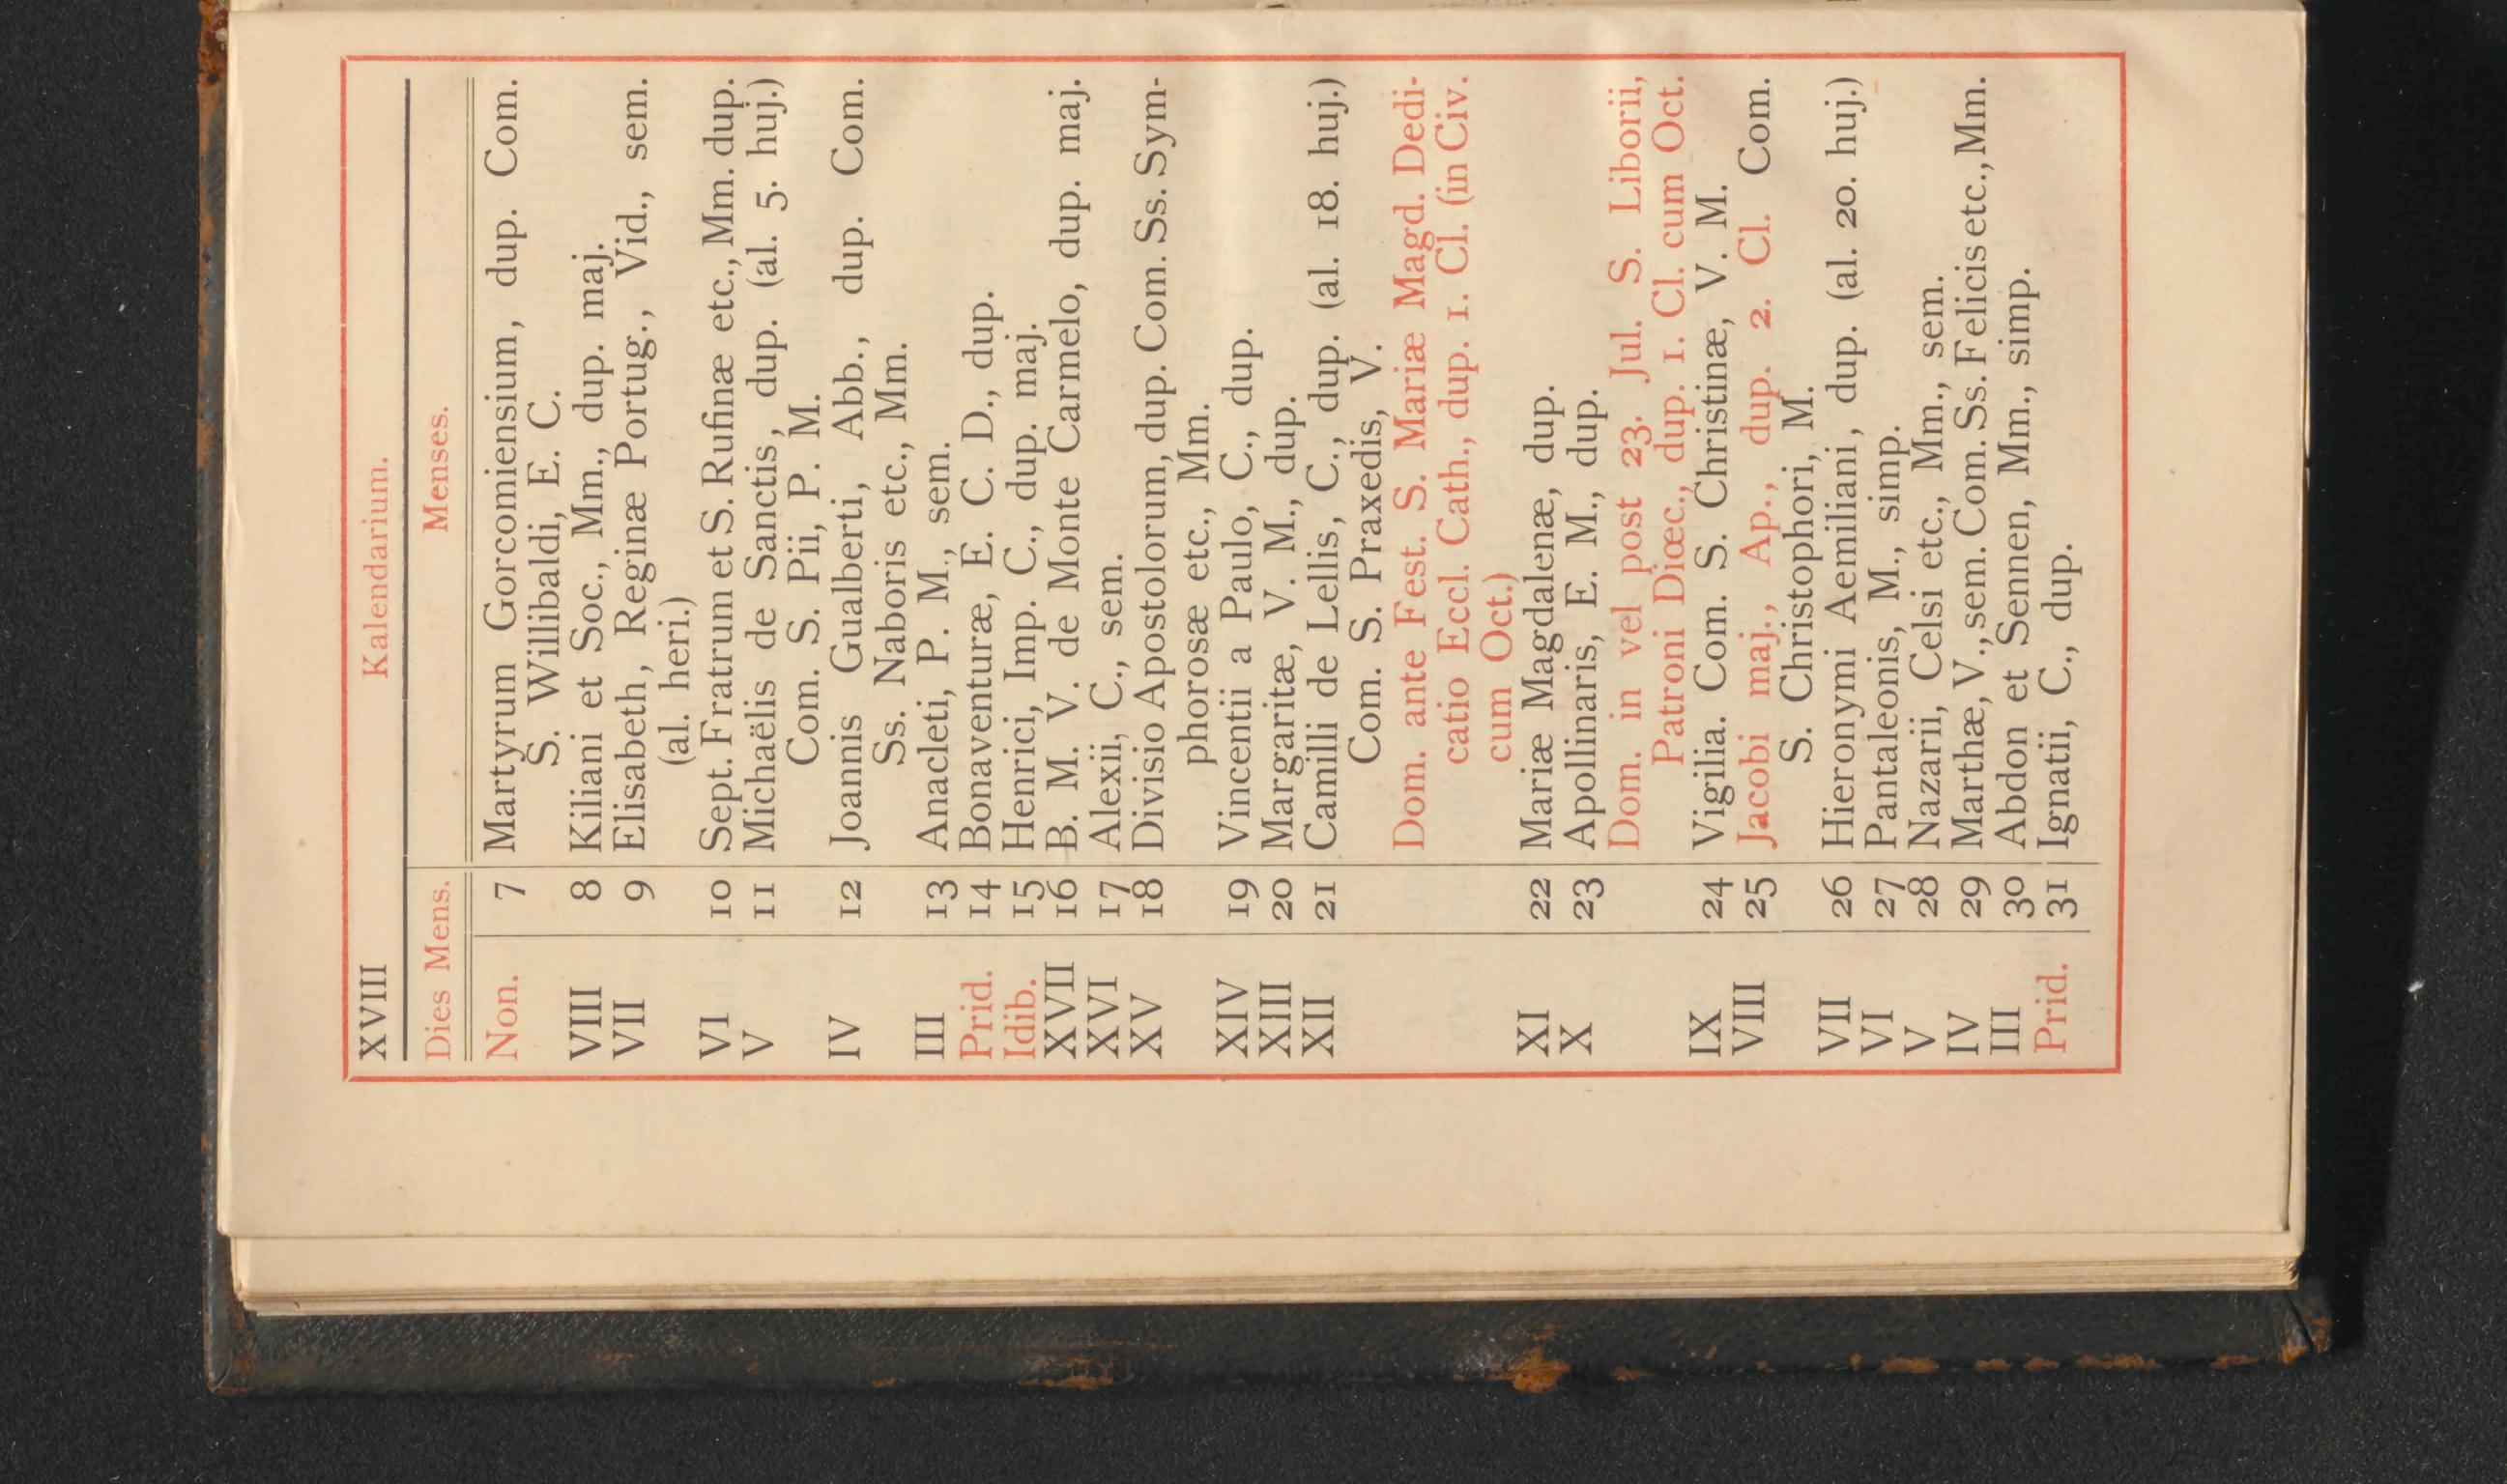 XVIII Kalendarium.
Dies Mens. Menses.
Non. 7 Martyrum Gorcomiensium, dup. Com.
S. Willibaldi, E. C.
VIII 8 Kiliani et Soc., Mm., dup. maj.
VII 9 Elisabeth, Reginæ Portug., Vid., sem.
(al. heri.)
VI 10 Sept. Fratrum et S. Rufinæ etc., Mm. dup.
V 11 Michaëlis de Sanctis, dup. (al. 5. huj.)
Com. S. Pii, P. M.
IV 12 Joannis Gualberti, Abb., dup. Com.
Ss. Naboris etc., Mm.
III 13 Anacleti, P. M., sem.
Prid. 14 Bonaventuræ, E. C. D., dup.
Idib. 15 Henrici, Imp. C., dup. maj.
XVII 16 B. M. V. de Monte Carmelo, dup. maj.
XVI 17 Alexii, C., sem.
XV 18 Divisio Apostolorum, dup. Com. Ss. Sym-
phorosæ etc., Mm.
XIV 19 Vincentii a Paulo, C., dup.
XIII 20 Margaritæ, V. M., dup.
XII 21 Camilli de Lellis, C., dup. (al. 18. huj.)
Com. S. Praxedis, V.
Dom. ante Fest. S. Mariæ Magd. Dedi-
catio Eccl. Cath., dup. 1. Cl. (in Civ.
cum Oct.)
XI 22 Mariæ Magdalenæ, dup.
X 23 Apollinaris, E. M., dup.
Dom. in vel post 23. Jul. S. Liborii,
Patroni Diœc., dup. 1. Cl. cum Oct.
IX 24 Vigilia. Com. S. Christinæ, V. M.
VIII 25 Jacobi maj., Ap., dup. 2. Cl. Com.
S. Christophori, M.
VII 26 Hieronymi Aemiliani, dup. (al. 20. huj.)
VI 27 Pantaleonis, M., simp.
V 28 Nazarii, Celsi etc., Mm., sem.
IV 29 Marthæ, V., sem. Com. Ss. Felicis etc., Mm.
III 30 Abdon et Sennen, Mm., simp.
Prid. 31 Ignatii, C., dup.